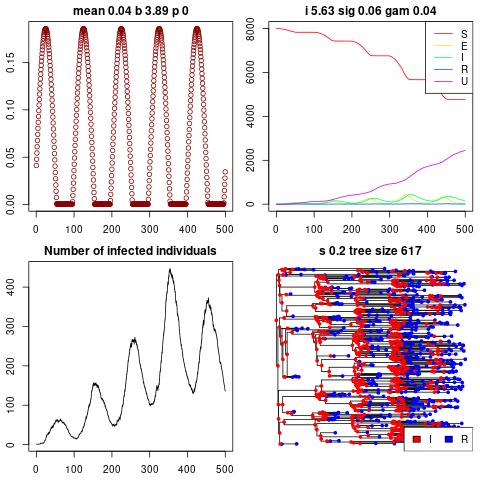 mean 0.04 b 3.89 p 0
0.00 0.05 0.10 0.15
0 100 200 300 400 500
i 5.63 sig 0.06 gam 0.04
0 2000 4000 6000 8000
S
E
I
R
U
0 100 200 300 400 500
Number of infected individuals
0 100 200 300 400
0 100 200 300 400 500
s 0.2 tree size 617
I R